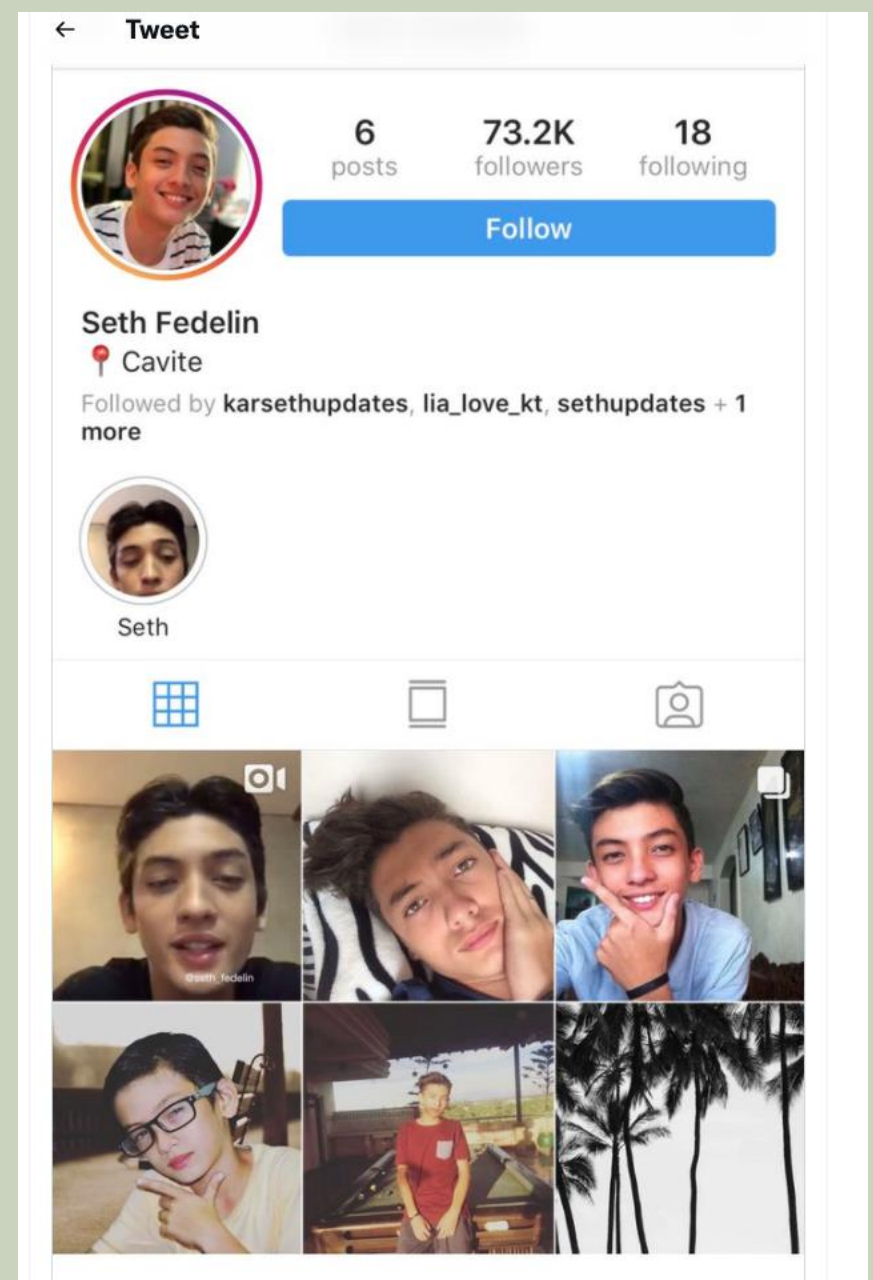 Tweet
6 73.2K 18
posts followers following
Follow
Seth Fedelin
Cavite
Followed by karsethupdates, lia_love_kt, sethupdates + 1
more
Seth
@seth_fedelin